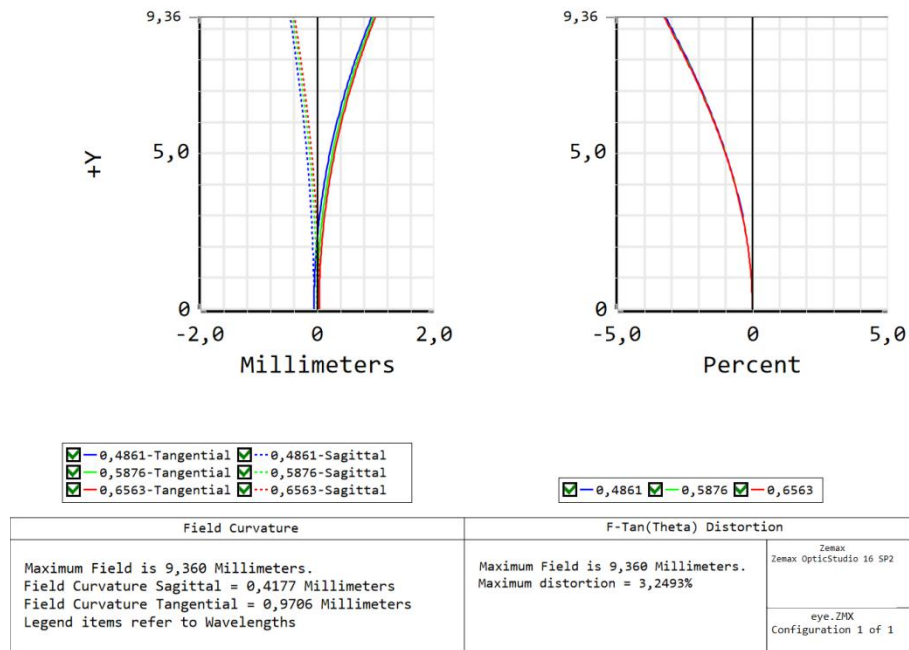 9,36
5,0
0
+Y
-2,0 0 2,0
Millimeters
9,36
5,0
0
-5,0 0 5,0
Percent
0,4861-Tangential 0,4861-Sagittal
0,5876-Tangential 0,5876-Sagittal
0,6563-Tangential 0,6563-Sagittal
0,4861 0,5876 0,6563
Field Curvature
Maximum Field is 9,360 Millimeters.
Field Curvature Sagittal = 0,4177 Millimeters
Field Curvature Tangential = 0,9706 Millimeters
Legend items refer to Wavelengths
F-Tan(Theta) Distortion
Maximum Field is 9,360 Millimeters.
Maximum distortion = 3,2493%
Zemax
Zemax OpticStudio 16 SP2
eye.ZMX
Configuration 1 of 1